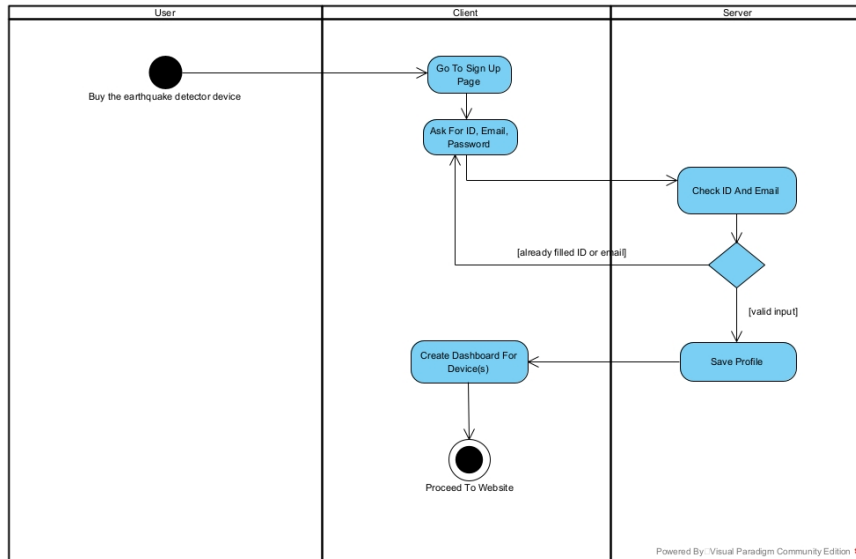 User
Client
Server
Go To Sign Up
Page
Buy the earthquake detector device
Ask For ID, Email,
Password
Check ID And Email
[already filled ID or email]
[valid input]
Create Dashboard For
Device(s)
Save Profile
Proceed To Website
Powered By Visual Paradigm Community Edition